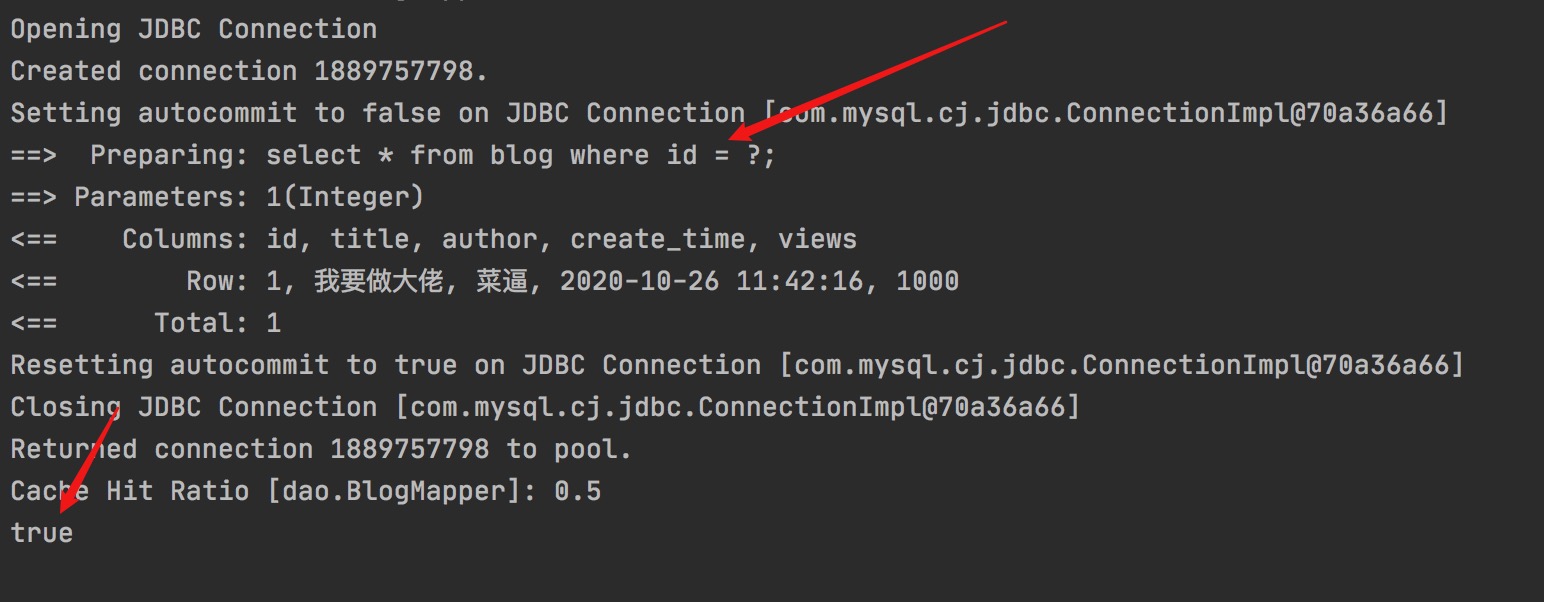 Opening JDBC Connection
Created connection 1889757798.
Setting autocommit to false on JDBC Connection [com.mysql.cj.jdbc.ConnectionImpl@70a36a66]
==>  Preparing: select * from blog where id = ?;
==> Parameters: 1(Integer)
<==    Columns: id, title, author, create_time, views
<==        Row: 1, 我要做大佬, 菜逼, 2020-10-26 11:42:16, 1000
<==      Total: 1
Resetting autocommit to true on JDBC Connection [com.mysql.cj.jdbc.ConnectionImpl@70a36a66]
Closing JDBC Connection [com.mysql.cj.jdbc.ConnectionImpl@70a36a66]
Returned connection 1889757798 to pool.
Cache Hit Ratio [dao.BlogMapper]: 0.5
true